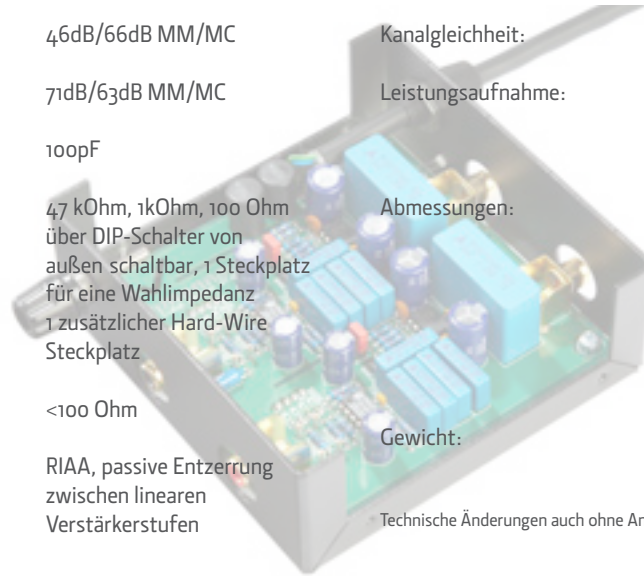 46dB/66dB MM/MC
71dB/63dB MM/MC
100pF
47 kOhm, 1kOhm, 100 Ohm
über DIP-Schalter von
außen schaltbar, 1 Steckplatz
für eine Wahlimpedanz
1 zusätzlicher Hard-Wire
Steckplatz
<100 Ohm
RIAA, passive Entzerrung
zwischen linearen
Verstärkerstufen
Kanalgleichheit:
Leistungsaufnahme:
Abmessungen:
Gewicht:
Technische Änderungen auch ohne